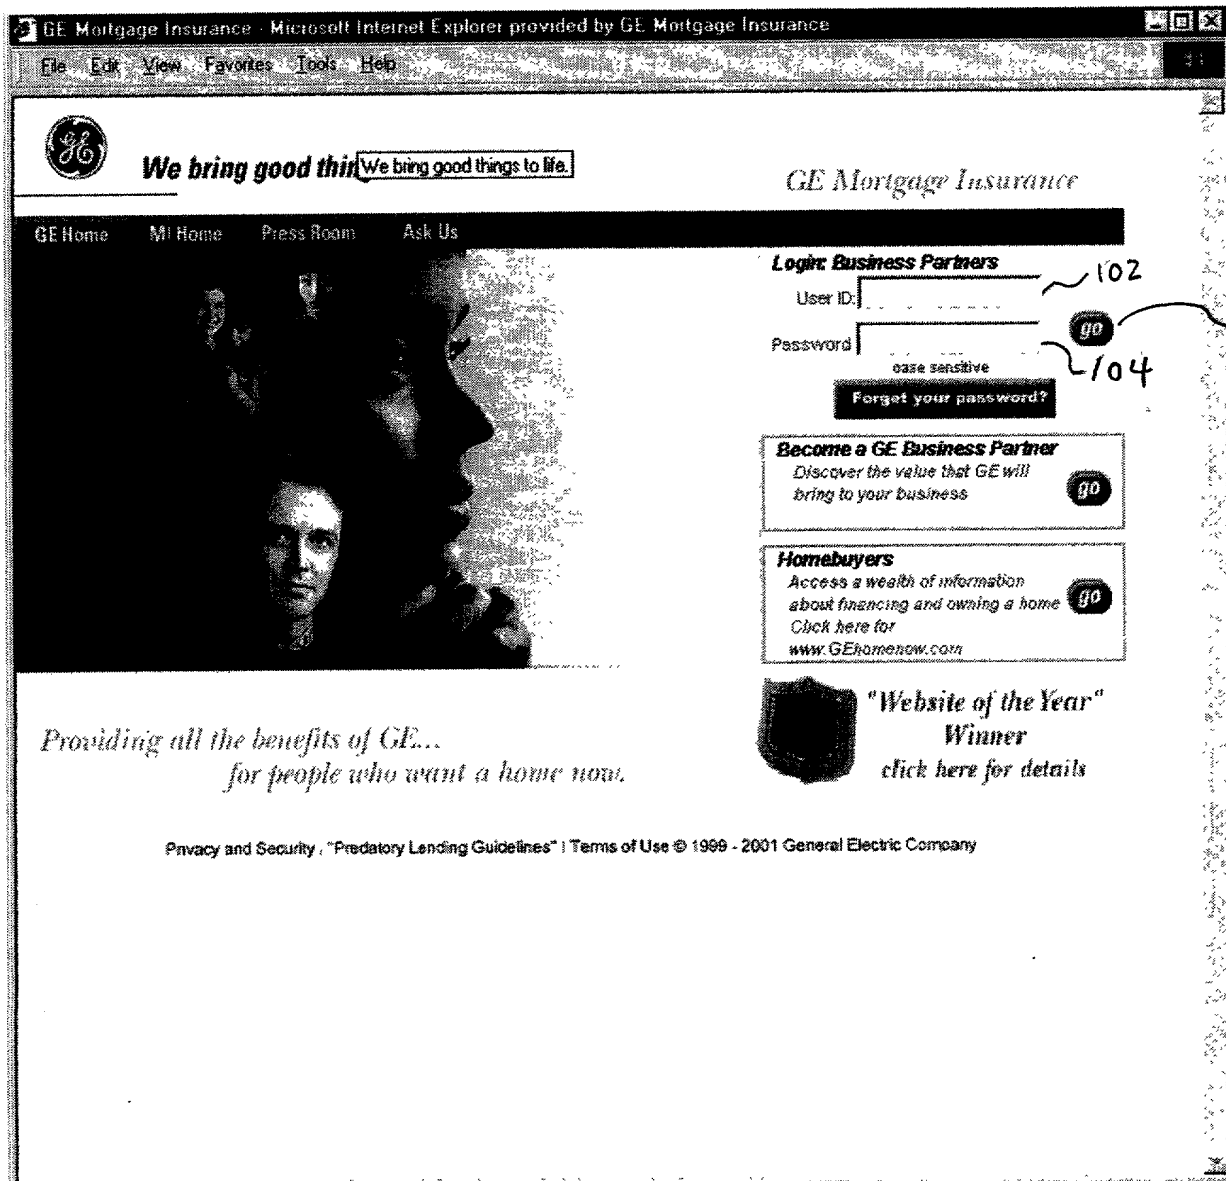 GE Mortgage Insurance - Microsoft Internet Explorer provided by GE Mortgage Insurance
File Edit View Favorites Tools Help
We bring good thin
We bring good things to life.
GE Mortgage Insurance
GE Home MI Home Press Room Ask Us
Login: Business Partners
User ID:
102
go
Password
104
case sensitive
Forget your password?
Become a GE Business Partner
Discover the value that GE will
bring to your business
go
Homebuyers
Access a wealth of information
about financing and owning a home
go
Click here for
www.GEhomenow.com
"Website of the Year"
Winner
click here for details
Providing all the benefits of GE...
for people who want a home now.
Privacy and Security , "Predatory Lending Guidelines" | Terms of Use © 1999 - 2001 General Electric Company